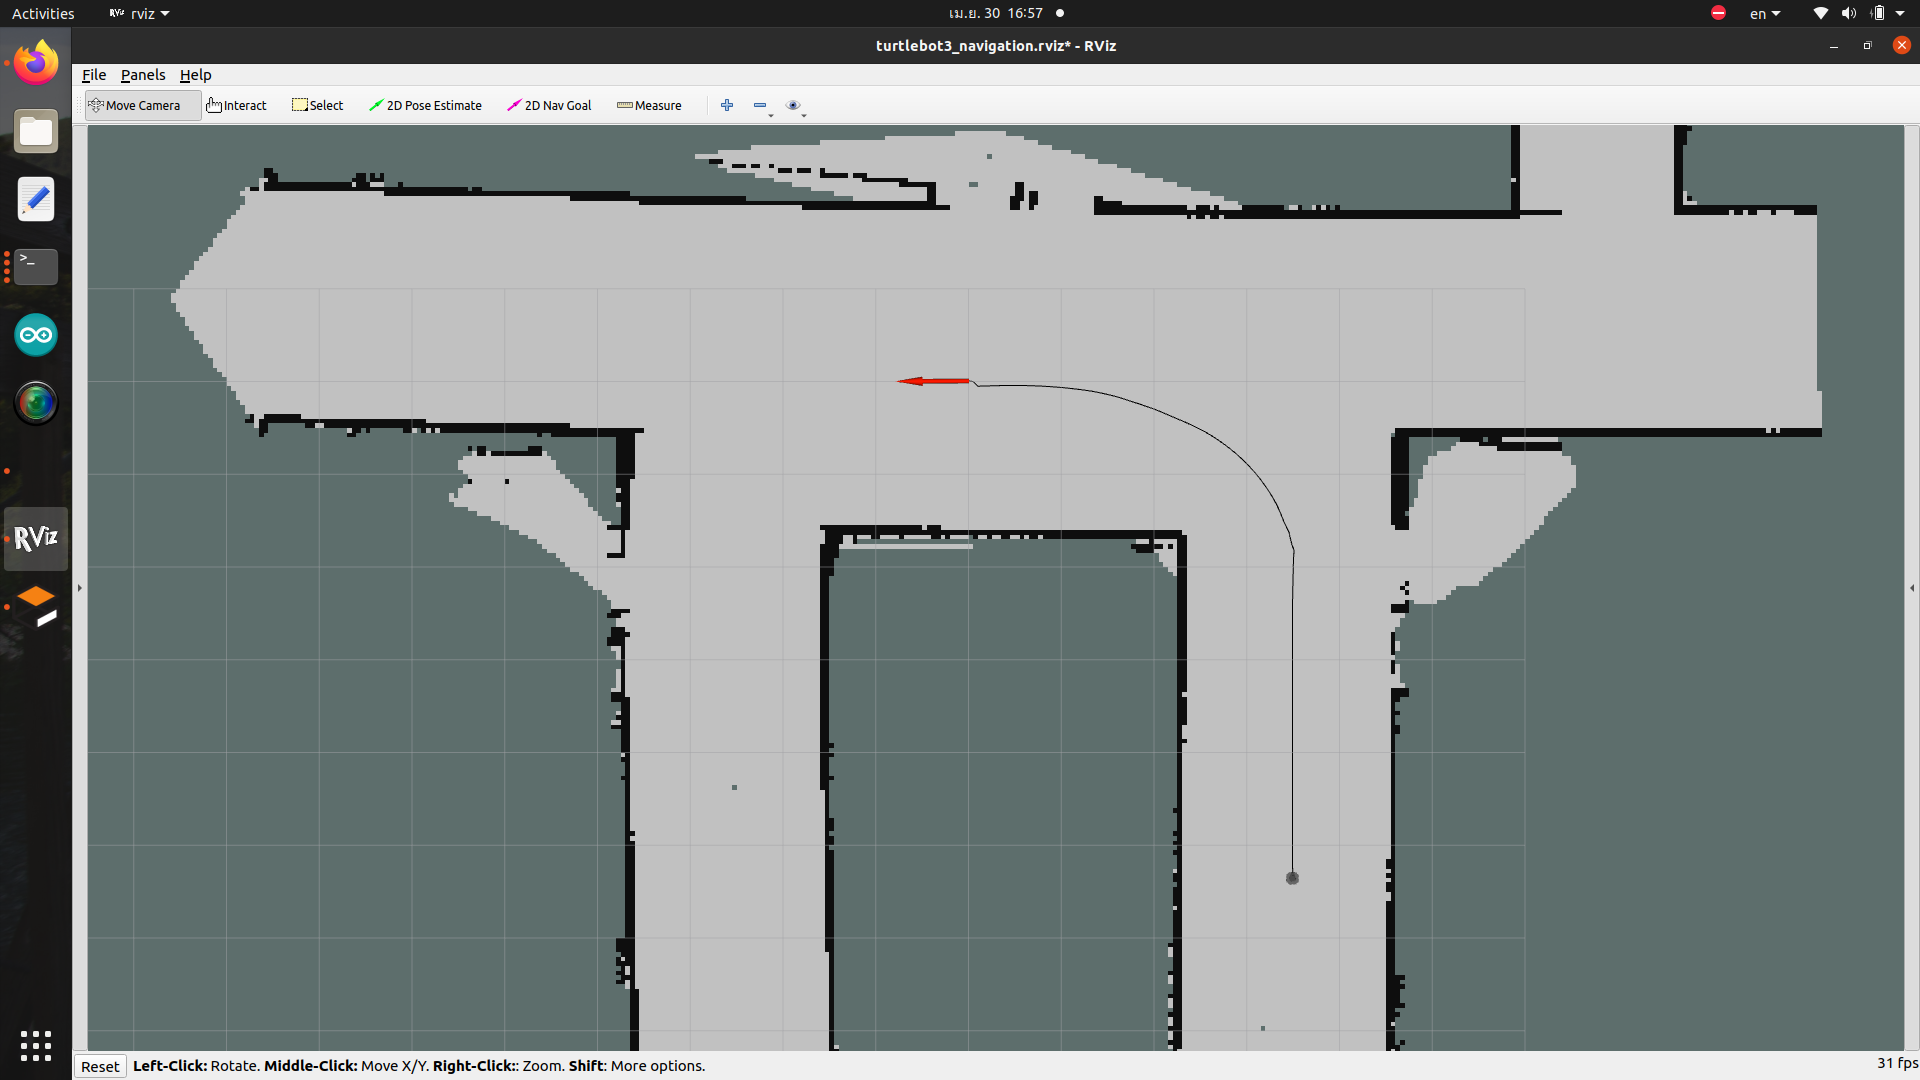 Activities rviz เม.ย. 30 16:57 en
turtlebot3_navigation.rviz* - RViz
File Panels Help
Move Camera Interact Select 2D Pose Estimate 2D Nav Goal Measure
>_
RViz
Reset Left-Click: Rotate. Middle-Click: Move X/Y. Right-Click:: Zoom. Shift: More options. 31 fps